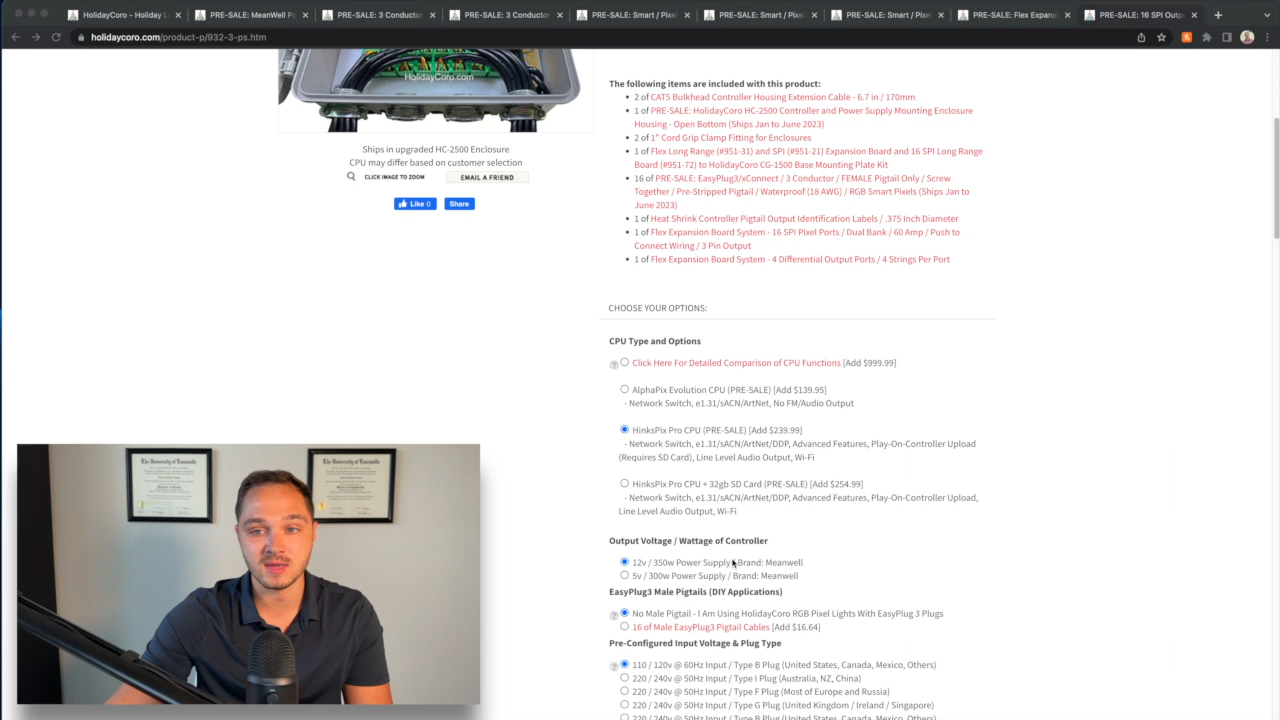 HolidayCoro - Holiday L
PRE-SALE: MeanWell Po
PRE-SALE: 3 Conductor
PRE-SALE: 3 Conductor
PRE-SALE: Smart / Pixel
PRE-SALE: Smart / Pixel
PRE-SALE: Smart / Pixel
PRE-SALE: Flex Expans
PRE-SALE: 16 SPI Outp
holidaycoro.com/product-p/932-3-ps.htm
HolidayCoro.com
Ships in upgraded HC-2500 Enclosure
CPU may differ based on customer selection
CLICK IMAGE TO ZOOM
EMAIL A FRIEND
Like 0
Share
The following items are included with this product:
2 of CAT5 Bulkhead Controller Housing Extension Cable - 6.7 in / 170mm
1 of PRE-SALE: HolidayCoro HC-2500 Controller and Power Supply Mounting Enclosure
Housing - Open Bottom (Ships Jan to June 2023)
2 of 1" Cord Grip Clamp Fitting for Enclosures
1 of Flex Long Range (#951-31) and SPI (#951-21) Expansion Board and 16 SPI Long Range
Board (#951-72) to HolidayCoro CG-1500 Base Mounting Plate Kit
16 of PRE-SALE: EasyPlug3/xConnect / 3 Conductor / FEMALE Pigtail Only / Screw
Together / Pre-Stripped Pigtail / Waterproof (18 AWG) / RGB Smart Pixels (Ships Jan to
June 2023)
1 of Heat Shrink Controller Pigtail Output Identification Labels / .375 Inch Diameter
1 of Flex Expansion Board System - 16 SPI Pixel Ports / Dual Bank / 60 Amp / Push to
Connect Wiring / 3 Pin Output
1 of Flex Expansion Board System - 4 Differential Output Ports / 4 Strings Per Port
CHOOSE YOUR OPTIONS:
CPU Type and Options
Click Here For Detailed Comparison of CPU Functions [Add $999.99]
AlphaPix Evolution CPU (PRE-SALE) [Add $139.95]
- Network Switch, e1.31/sACN/ArtNet, No FM/Audio Output
HinksPix Pro CPU (PRE-SALE) [Add $239.99]
- Network Switch, e1.31/sACN/ArtNet/DDP, Advanced Features, Play-On-Controller Upload
(Requires SD Card), Line Level Audio Output, Wi-Fi
HinksPix Pro CPU + 32gb SD Card (PRE-SALE) [Add $254.99]
- Network Switch, e1.31/sACN/ArtNet/DDP, Advanced Features, Play-On-Controller Upload,
Line Level Audio Output, Wi-Fi
Output Voltage / Wattage of Controller
12v / 350w Power Supply / Brand: Meanwell
5v / 300w Power Supply / Brand: Meanwell
EasyPlug3 Male Pigtails (DIY Applications)
No Male Pigtail - I Am Using HolidayCoro RGB Pixel Lights With EasyPlug 3 Plugs
16 of Male EasyPlug3 Pigtail Cables [Add $16.64]
Pre-Configured Input Voltage & Plug Type
110 / 120v @ 60Hz Input / Type B Plug (United States, Canada, Mexico, Others)
220 / 240v @ 50Hz Input / Type I Plug (Australia, NZ, China)
220 / 240v @ 50Hz Input / Type F Plug (Most of Europe and Russia)
220 / 240v @ 50Hz Input / Type G Plug (United Kingdom / Ireland / Singapore)
220 / 240v @ 50Hz Input / Type B Plug (United States, Canada, Mexico, Others)